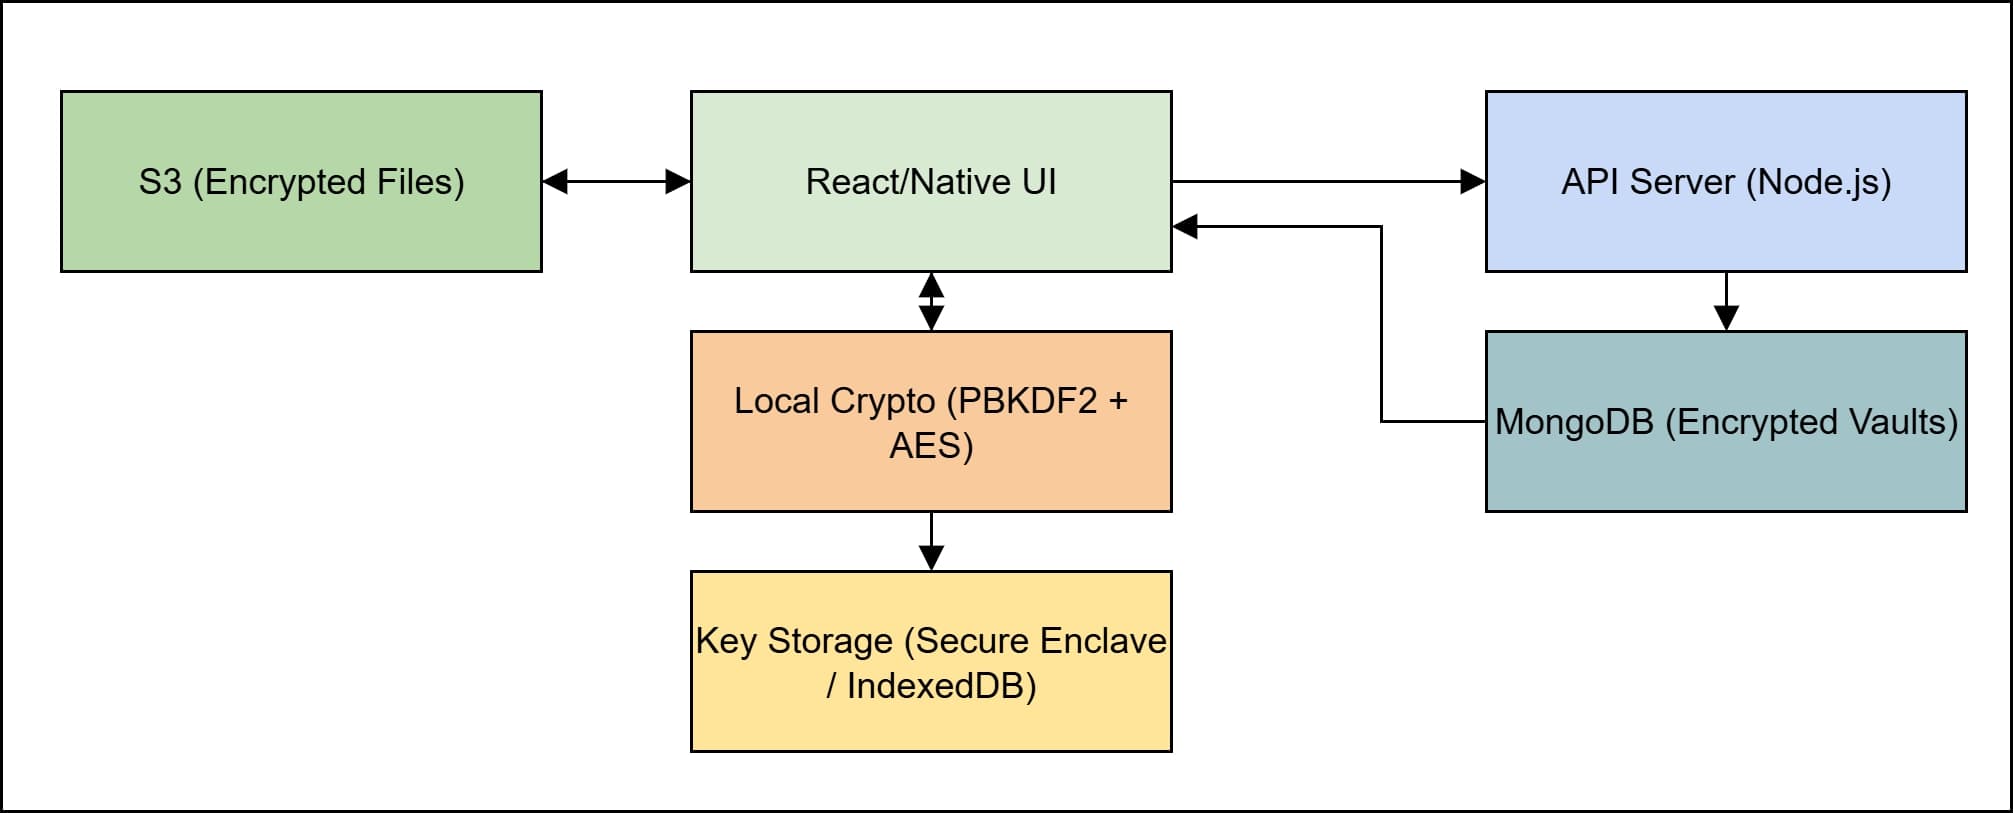 S3 (Encrypted Files)
React/Native UI
API Server (Node.js)
Local Crypto (PBKDF2 +
AES)
MongoDB (Encrypted Vaults)
Key Storage (Secure Enclave
/ IndexedDB)